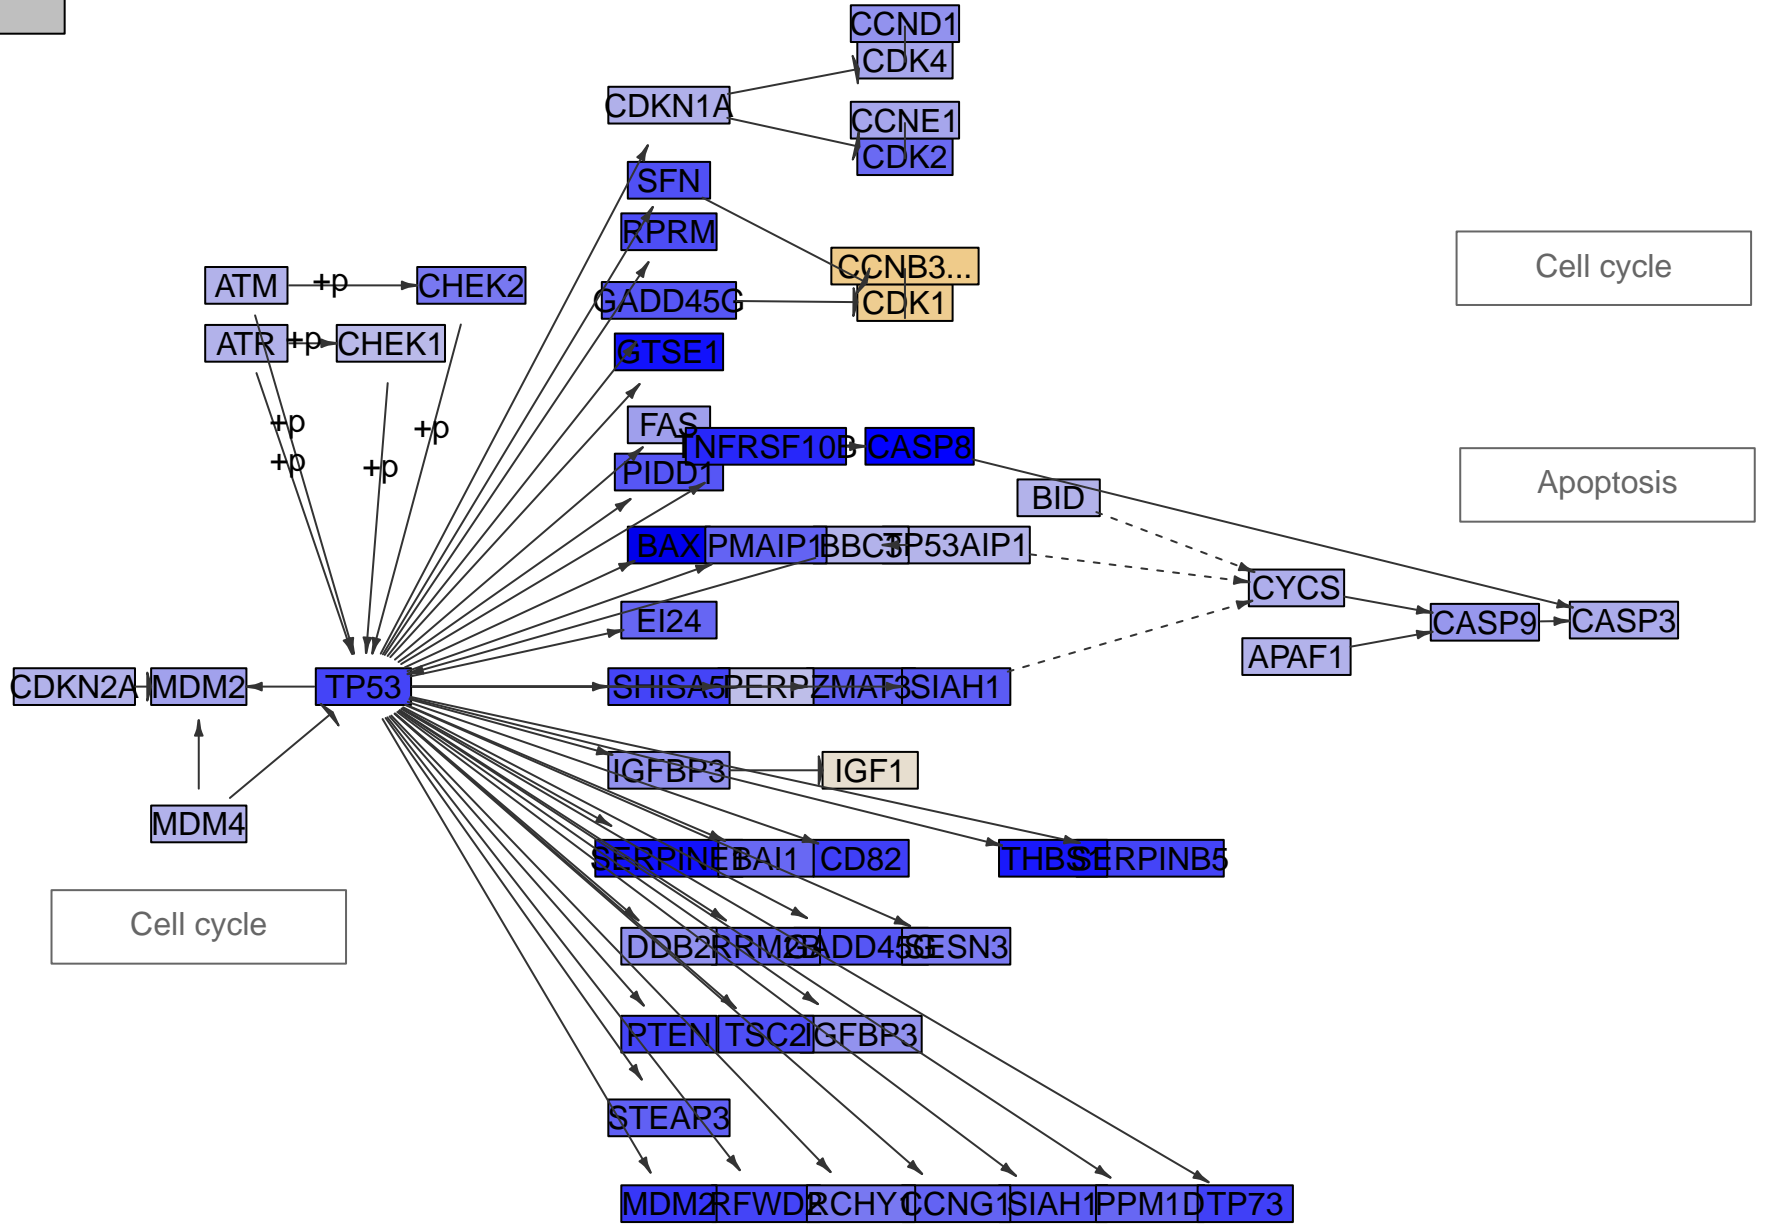 CCND1
CDK4
CDKN1A
CCNE1
CDK2
SFN
RPRM
Cell cycle
CCNB3...
ATM +p CHEK2
GADD45G CDK1
ATR +p CHEK1
GTSE1
+p
+p
FAS
TNFRSF10B CASP8
+p
+p
PIDD1
Apoptosis
BID
BAX PMAIP1 BBC3 TP53AIP1
CYCS
EI24
CASP9 CASP3
APAF1
CDKN2A MDM2 TP53 SHISA5 PERP ZMAT3 SIAH1
IGFBP3 IGF1
MDM4
SERPINE1 BAI1 CD82 THBS1 SERPINB5
Cell cycle
DDB2 RRM2B GADD45G SESN3
PTEN TSC2 IGFBP3
STEAP3
MDM2 RFWD2 RCHY1 CCNG1 SIAH1 PPM1D TP73